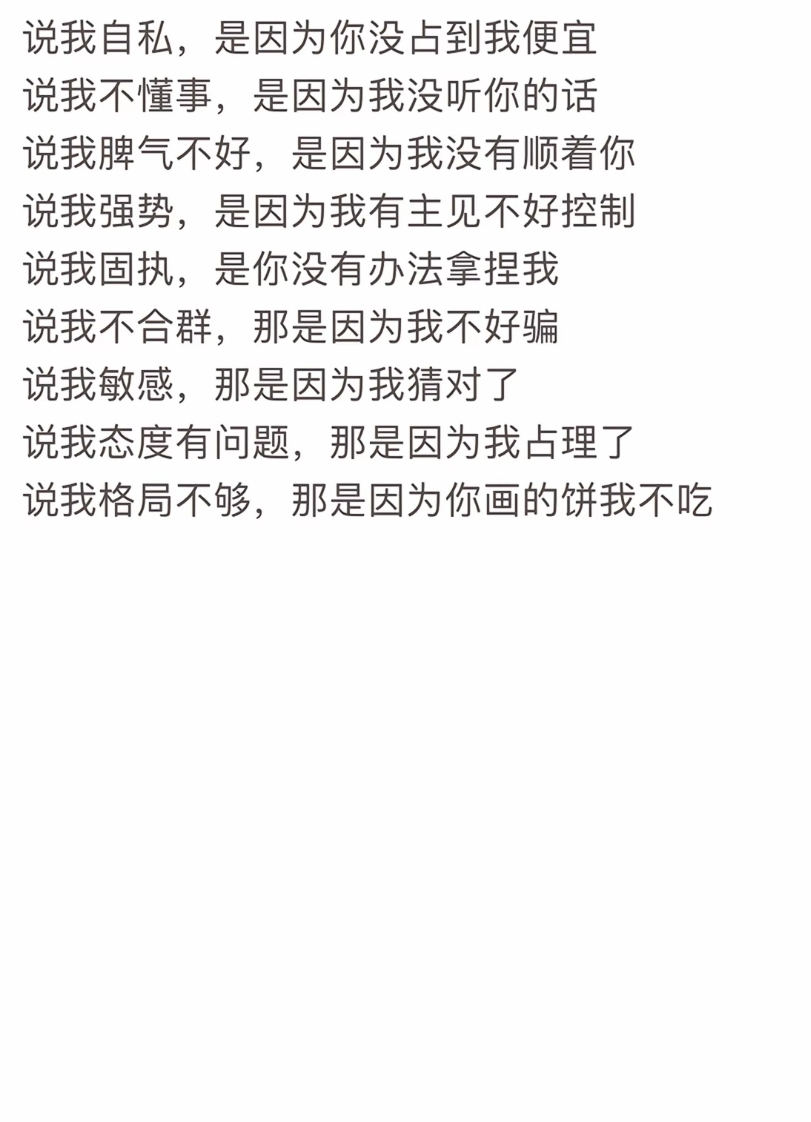 说我自私，是因为你没占到我便宜
说我不懂事，是因为我没听你的话
说我脾气不好，是因为我没有顺着你
说我强势，是因为我有主见不好控制
说我固执，是你没有办法拿捏我
说我不合群，那是因为我不好骗
说我敏感，那是因为我猜对了
说我态度有问题，那是因为我占理了
说我格局不够，那是因为你画的饼我不吃